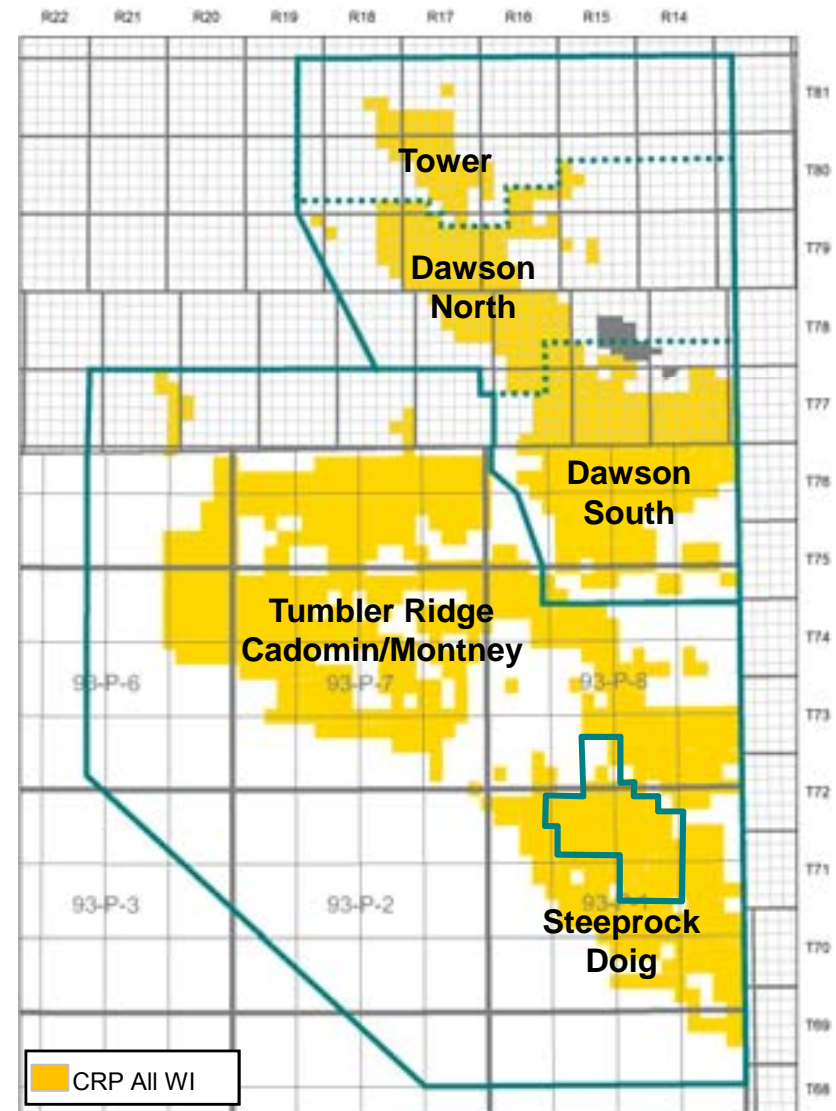 R22 R21 R20 R19 R18 R17 R16 R15 R14
T81
Tower
T80
Dawson
North
T79
T78
T77
Dawson
South
T76
T75
Tumbler Ridge
Cadomin/Montney
T74
93-P-6 93-P-7 93-P-8
T73
T72
T71
93-P-3 93-P-2 93-P-1
Steeprock
Doig
T70
T69
CRP All WI
T68